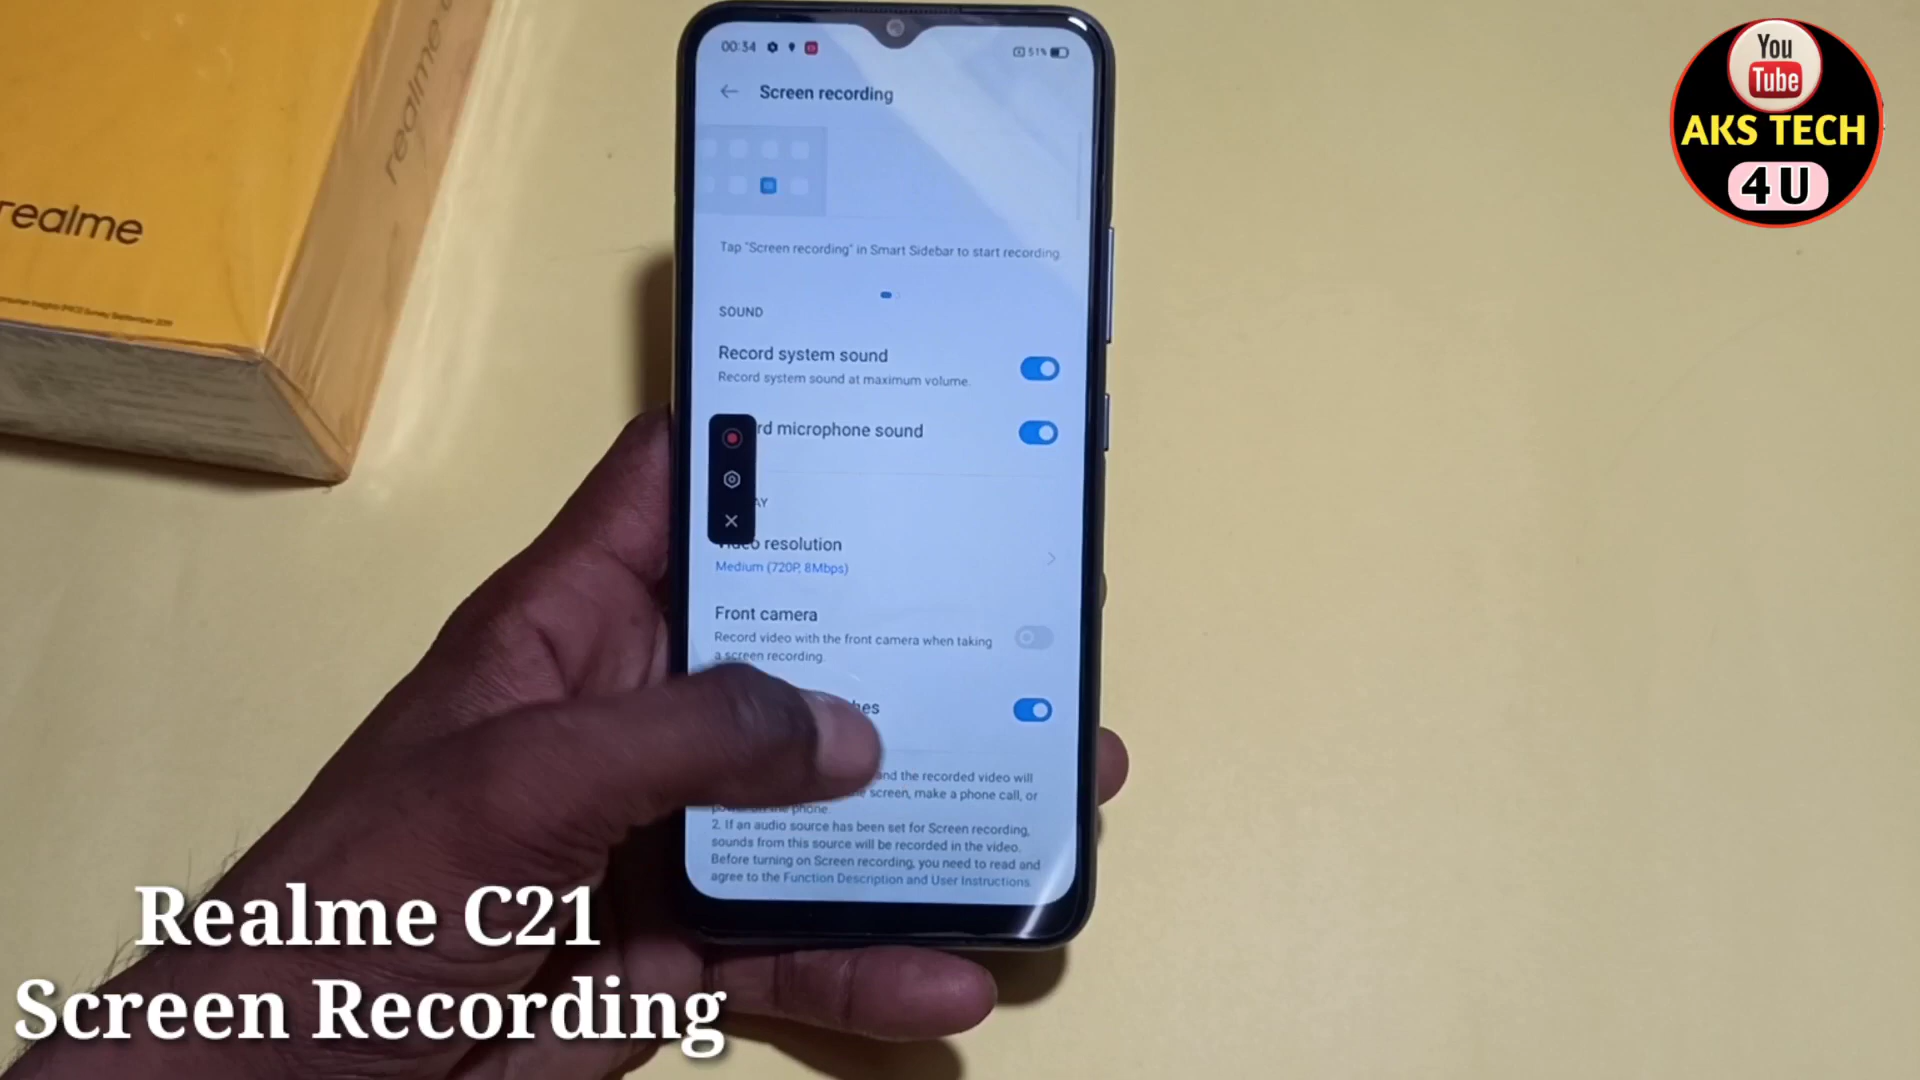 realme
realme
00:34
51%
Screen recording
Tap "Screen recording" in Smart Sidebar to start recording.
SOUND
Record system sound
Record system sound at maximum volume.
rd microphone sound
AY
Video resolution
Medium (720P, 8Mbps)
Front camera
Record video with the front camera when taking
a screen recording.
hes
and the recorded video will
screen, make a phone call, or
phone.
2. If an audio source has been set for Screen recording,
sounds from this source will be recorded in the video.
Before turning on Screen recording, you need to read and
agree to the Function Description and User Instructions.
You
Tube
AKS TECH
4 U
Realme C21
Screen Recording